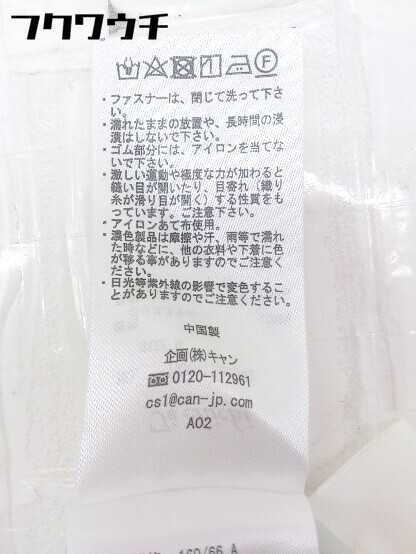 フクワウチ
・ファスナーは、閉じて洗って下さ
い。
・濡れたままの放置や、長時間の浸
漬はしないで下さい。
・ゴム部分には、アイロンを当てな
いで下さい。
・激しい運動や極度な力が加わると
縫い目が開いたり、目寄れ（織り
糸が滑り目が開く）する性質をも
っています。ご注意下さい。
・アイロンあて布使用。
・濃色製品は摩擦や汗、雨等で濡れ
た時などに、他の衣料や下着に色
が移る事がありますのでご注意く
ださい。
・日光等紫外線の影響で変色するこ
とがありますのでご注意ください。
中国製
企画(株)キャン
0120-112961
cs1@can-jp.com
A02
160/66 A